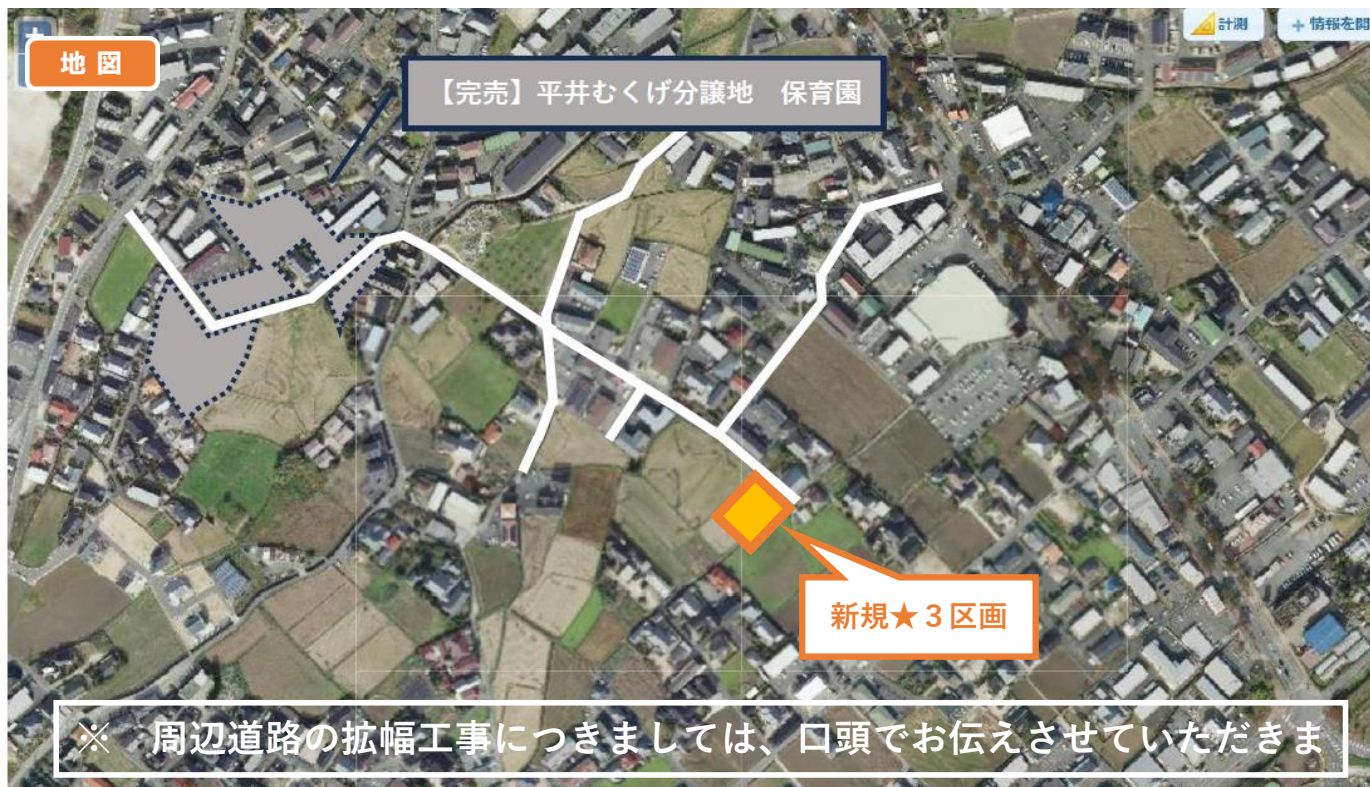 計測
＋ 情報を閲
地 図
【完売】平井むくげ分譲地　保育園
新規★３区画
※　周辺道路の拡幅工事につきましては、口頭でお伝えさせていただきま